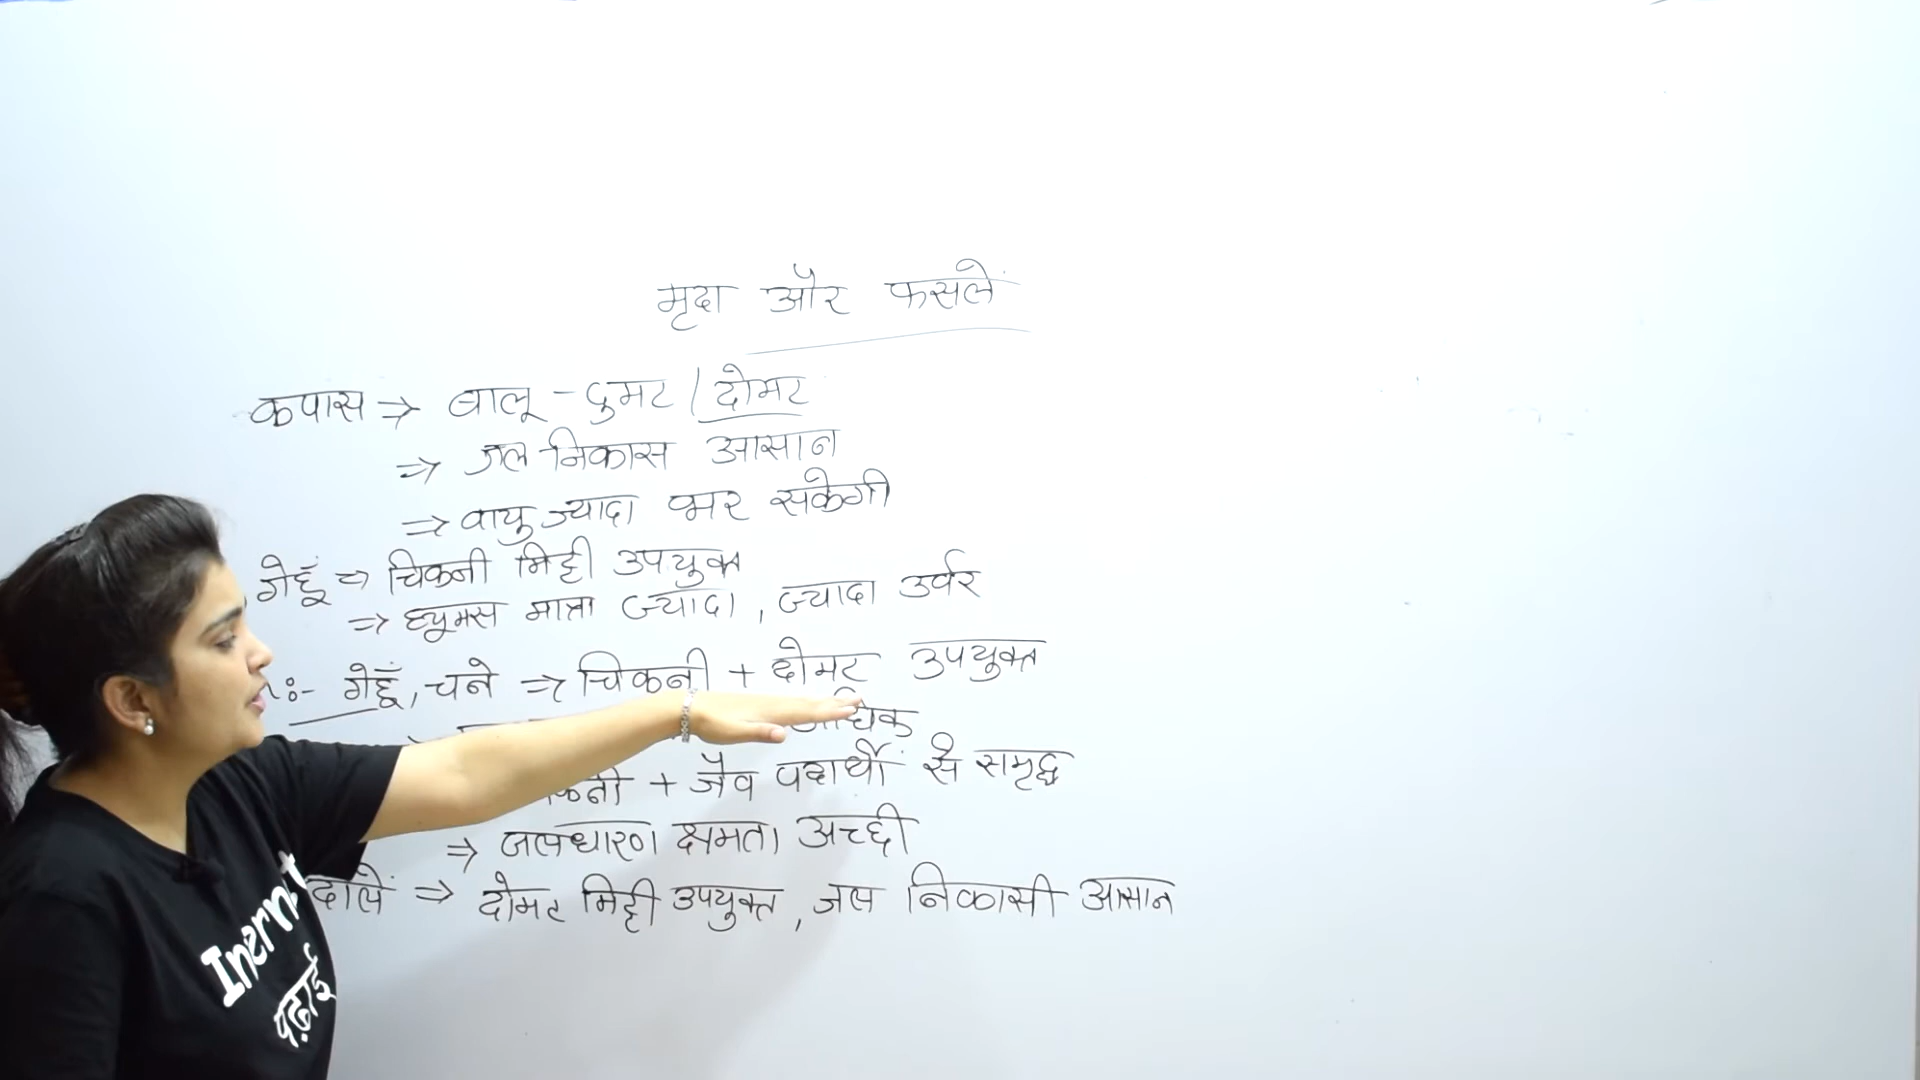 मृदा और फसलें
कपास ⇒ बालू - दुमट / दोमट
⇒ जल निकास आसान
⇒ वायु ज्यादा भर सकेगी
गेहूँ ⇒ चिकनी मिट्टी उपयुक्त
⇒ ह्यूमस मात्रा ज्यादा, ज्यादा उर्वर
:- गेहूँ, चने ⇒ चिकनी + दोमट उपयुक्त
+ जैव पदार्थों से समृद्ध
⇒ जलधारण क्षमता अच्छी
दालें ⇒ दोमट मिट्टी उपयुक्त, जल निकासी आसान
पढ़ाई